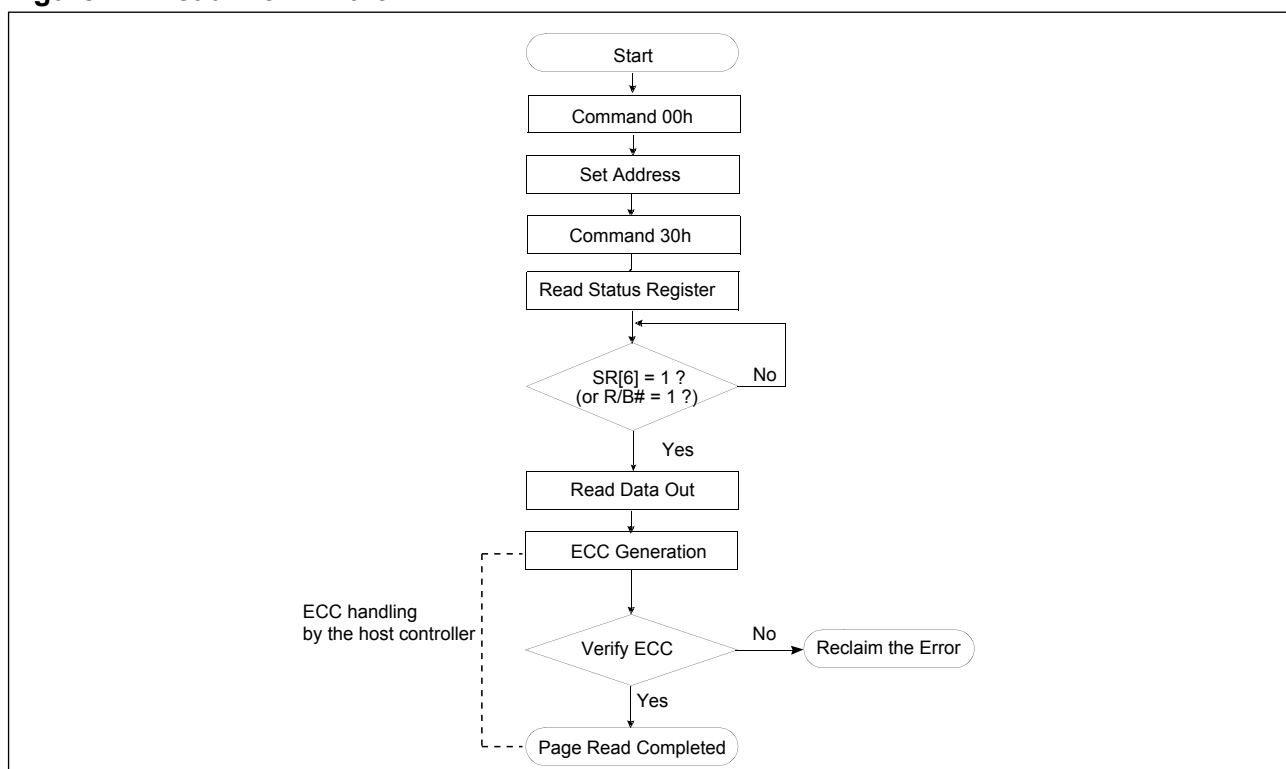 Start
Command 00h
Set Address
Command 30h
Read Status Register
SR[6] = 1 ?
(or R/B# = 1 ?)
No
Yes
Read Data Out
ECC Generation
ECC handling
by the host controller
Verify ECC
No
Reclaim the Error
Yes
Page Read Completed